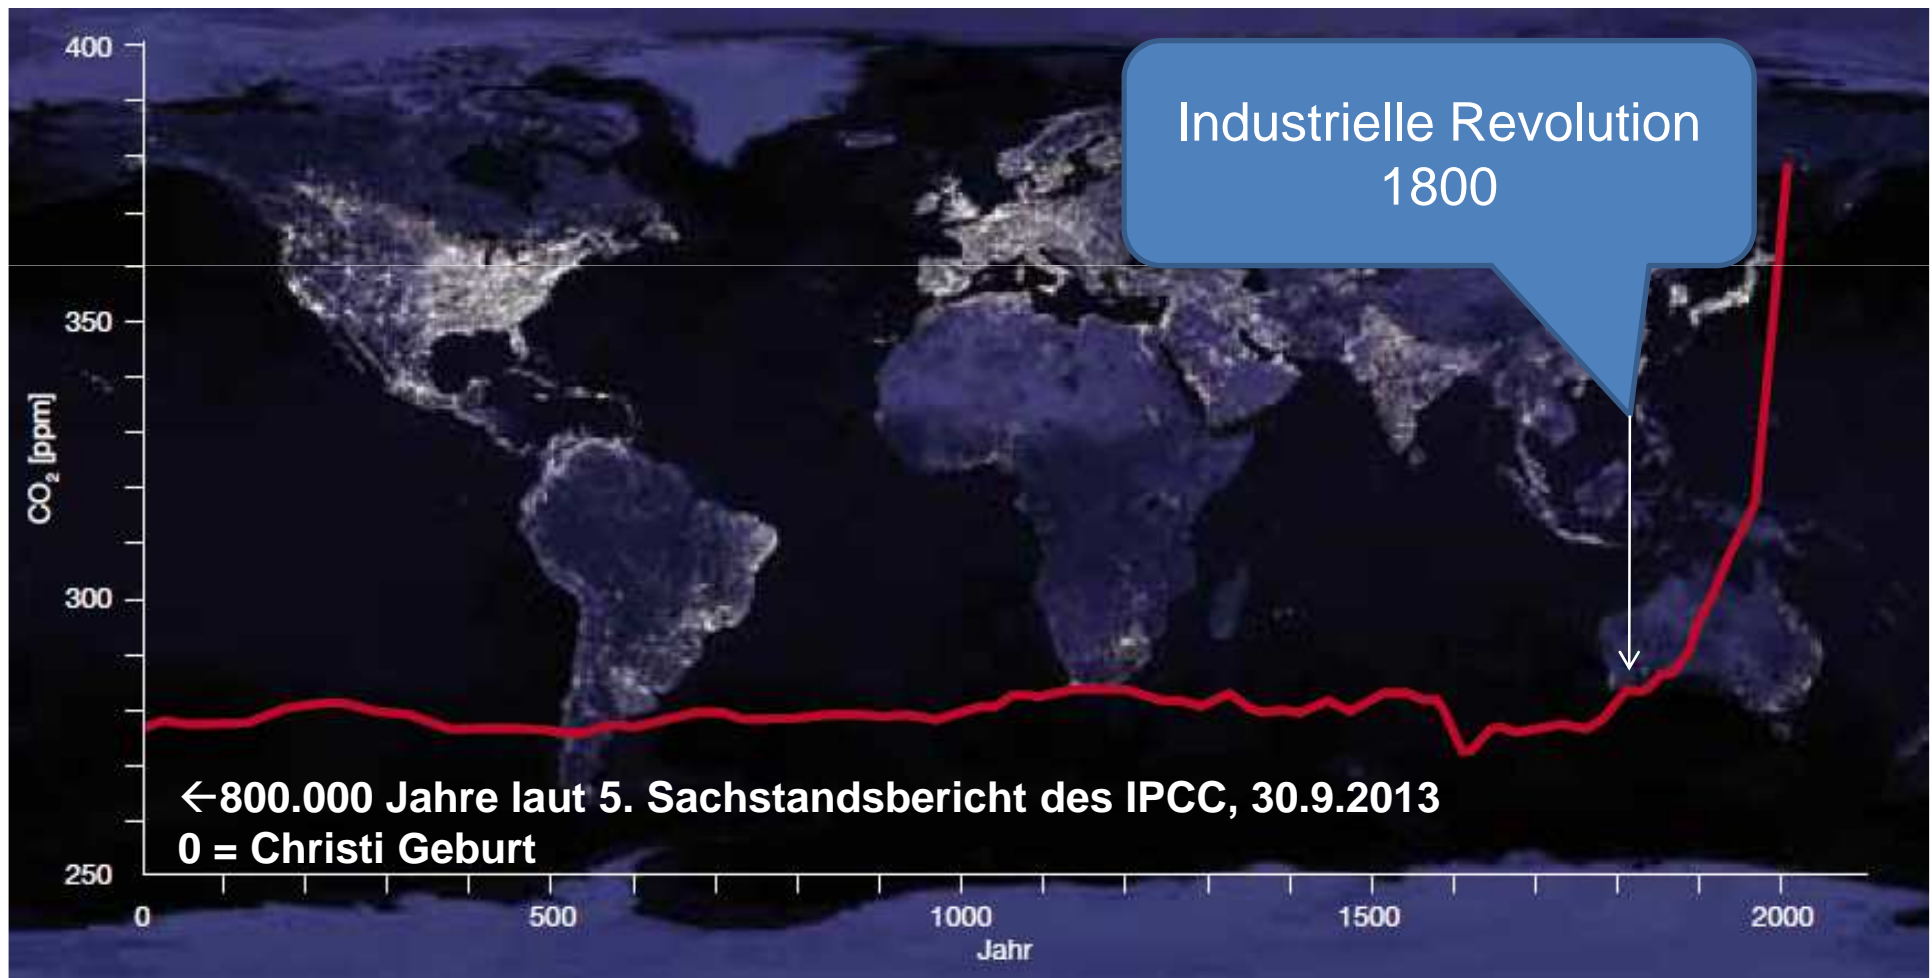 400
350
300
250
CO₂ [ppm]
Industrielle Revolution
1800
←800.000 Jahre laut 5. Sachstandsbericht des IPCC, 30.9.2013
0 = Christi Geburt
0 500 1000 1500 2000
Jahr